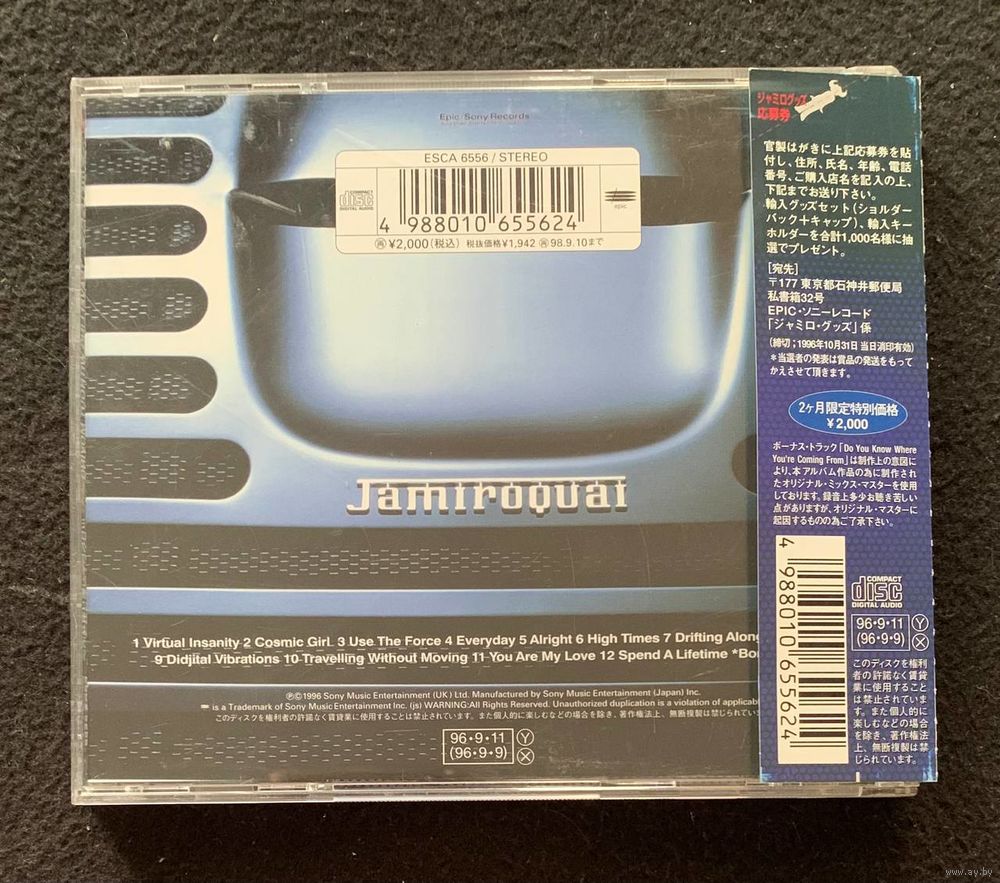 Epic/Sony Records
ESCA 6556 / STEREO
COMPACT
disc
DIGITAL AUDIO
epic
4 988010 655624
¥2,000(税込) 税抜価格¥1,942 98.9.10まで
Jamiroquai
1 Virtual Insanity 2 Cosmic Girl 3 Use The Force 4 Everyday 5 Alright 6 High Times 7 Drifting Along
9 Didjital Vibrations 10 Travelling Without Moving 11 You Are My Love 12 Spend A Lifetime *Bo
Ⓟ©1996 Sony Music Entertainment (UK) Ltd. Manufactured by Sony Music Entertainment (Japan) Inc.
is a Trademark of Sony Music Entertainment Inc. (js) WARNING:All Rights Reserved. Unauthorized duplication is a violation of applicab
このディスクを権利者の許諾なく賃貸業に使用することは禁止されています。また個人的に楽しむなどの場合を除き、著作権法上、無断複製は禁じられてい
96・9・11 Ⓨ
(96・9・9) Ⓧ
ジャミログッズ
応募券
官製はがきに上記応募券を貼
付し、住所、氏名、年齢、電話
番号、ご購入店名を記入の上、
下記までお送り下さい。
輸入グッズセット(ショルダー
バック+キャップ)、輸入キー
ホルダーを合計1,000名様に抽
選でプレゼント。
[宛先]
〒177 東京都石神井郵便局
私書箱32号
EPIC・ソニーレコード
「ジャミロ・グッズ」係
(締切;1996年10月31日 当日消印有効)
*当選者の発表は賞品の発送をもって
かえさせて頂きます。
2ヶ月限定特別価格
¥2,000
ボーナス・トラック「Do You Know Where
You're Coming From」は制作上の意図に
より、本アルバム作品の為に制作され
たオリジナル・ミックス・マスターを使用
しております。録音上多少お聴き苦しい
点がありますが、オリジナル・マスターに
起因するものの為ご了承下さい。
4 988010 655624
COMPACT
disc
DIGITAL AUDIO
96・9・11 Ⓨ
(96・9・9) Ⓧ
このディスクを権利
者の許諾なく賃貸
業に使用すること
は禁止されていま
す。また個人的に
楽しむなどの場合
を除き、著作権法
上、無断複製は禁
じられています。
www.ay.by